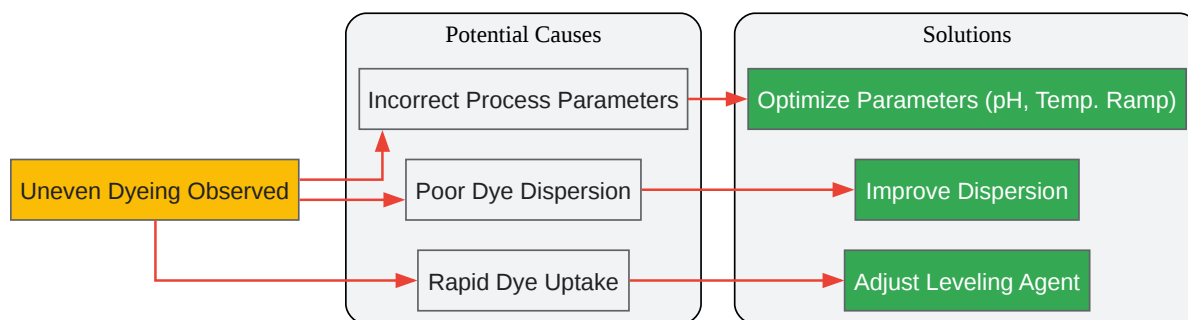 Potential Causes
Solutions
Incorrect Process Parameters
Optimize Parameters (pH, Temp. Ramp)
Uneven Dyeing Observed
Poor Dye Dispersion
Improve Dispersion
Rapid Dye Uptake
Adjust Leveling Agent